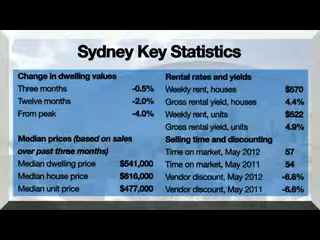 Sydney Key Statistics
Change in dwelling values
Three months -0.5%
Twelve months -2.0%
From peak -4.0%
Median prices (based on sales
over past three months)
Median dwelling price $541,000
Median house price $616,000
Median unit price $477,000
Rental rates and yields
Weekly rent, houses $570
Gross rental yield, houses 4.4%
Weekly rent, units $522
Gross rental yield, units 4.9%
Selling time and discounting
Time on market, May 2012 57
Time on market, May 2011 54
Vendor discount, May 2012 -6.6%
Vendor discount, May 2011 -6.6%